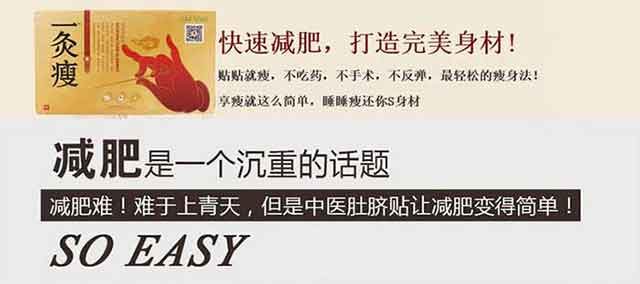 一灸瘦
快速减肥，打造完美身材！
贴贴就瘦，不吃药，不手术，不反弹，最轻松的瘦身法！
享瘦就这么简单，睡睡瘦还你S身材
减肥是一个沉重的话题
减肥难！难于上青天，但是中医肚脐贴让减肥变得简单！
SO EASY